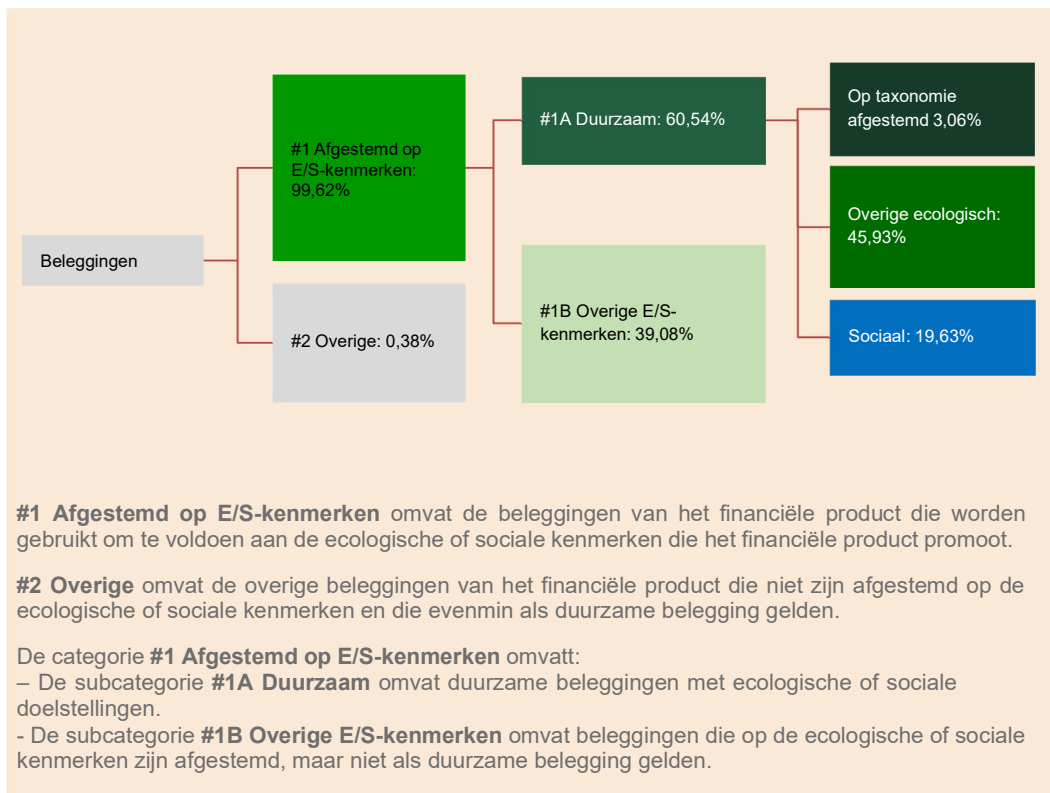 Beleggingen
#1 Afgestemd op
E/S-kenmerken:
99,62%
#2 Overige: 0,38%
#1A Duurzaam: 60,54%
#1B Overige E/S-
kenmerken: 39,08%
Op taxonomie
afgestemd 3,06%
Overige ecologisch:
45,93%
Sociaal: 19,63%
#1 Afgestemd op E/S-kenmerken omvat de beleggingen van het financiële product die worden
gebruikt om te voldoen aan de ecologische of sociale kenmerken die het financiële product promoot.
#2 Overige omvat de overige beleggingen van het financiële product die niet zijn afgestemd op de
ecologische of sociale kenmerken en die evenmin als duurzame belegging gelden.
De categorie #1 Afgestemd op E/S-kenmerken omvatt:
– De subcategorie #1A Duurzaam omvat duurzame beleggingen met ecologische of sociale
doelstellingen.
- De subcategorie #1B Overige E/S-kenmerken omvat beleggingen die op de ecologische of sociale
kenmerken zijn afgestemd, maar niet als duurzame belegging gelden.